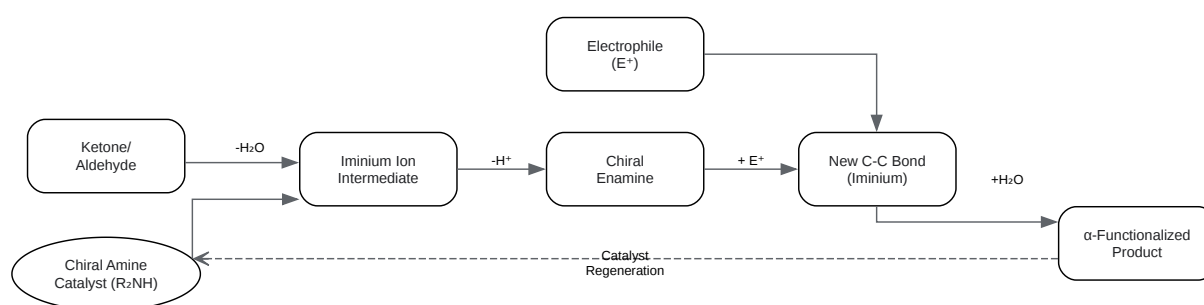 Electrophile
(E⁺)
Ketone/
Aldehyde
-H₂O
Iminium Ion
Intermediate
-H⁺
Chiral
Enamine
+ E⁺
New C-C Bond
(Iminium)
+H₂O
α-Functionalized
Product
Chiral Amine
Catalyst (R₂NH)
Catalyst
Regeneration